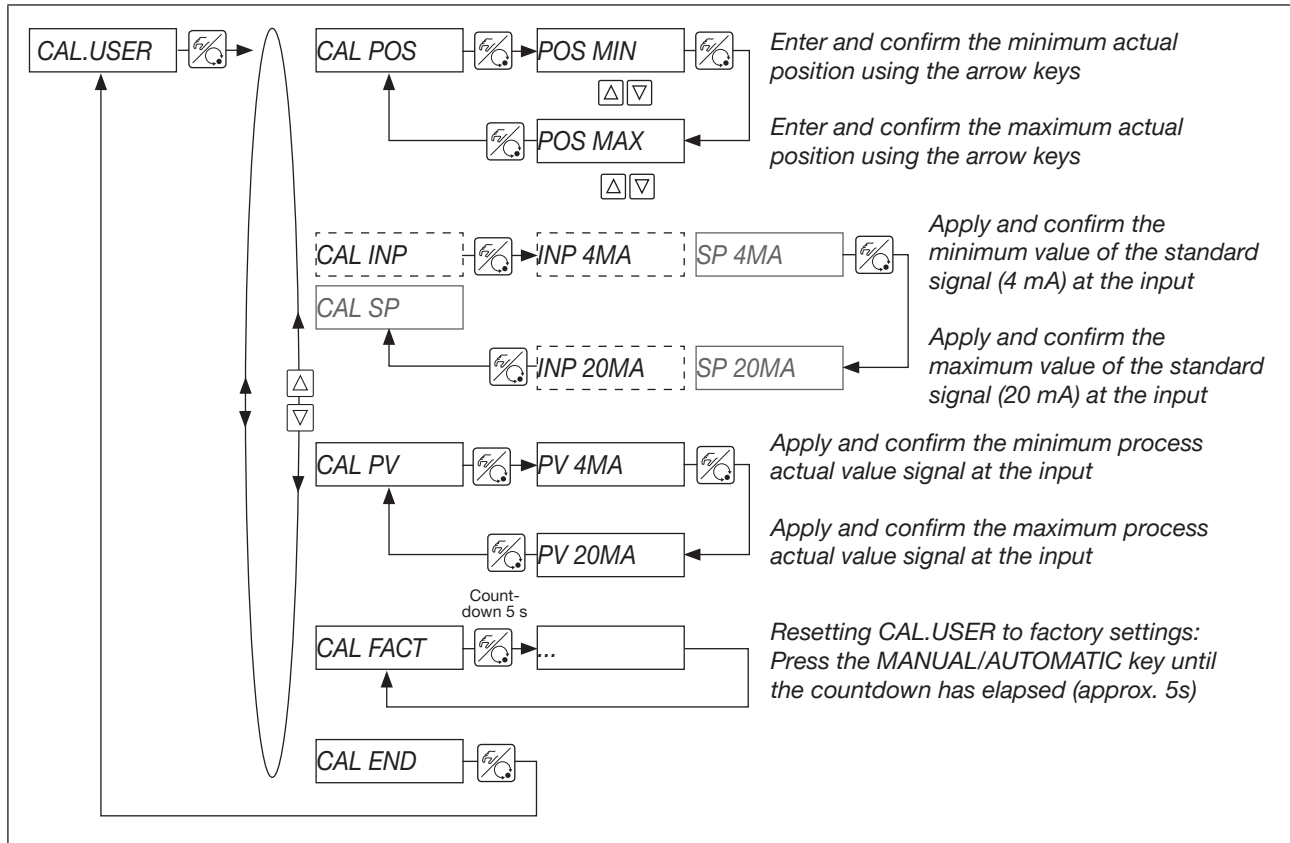 CAL.USER
CAL POS
POS MIN
Enter and confirm the minimum actual
position using the arrow keys
POS MAX
Enter and confirm the maximum actual
position using the arrow keys
CAL INP
INP 4MA
SP 4MA
Apply and confirm the
minimum value of the standard
signal (4 mA) at the input
CAL SP
INP 20MA
SP 20MA
Apply and confirm the
maximum value of the standard
signal (20 mA) at the input
CAL PV
PV 4MA
Apply and confirm the minimum process
actual value signal at the input
PV 20MA
Apply and confirm the maximum process
actual value signal at the input
Count-
down 5 s
CAL FACT
...
Resetting CAL.USER to factory settings:
Press the MANUAL/AUTOMATIC key until
the countdown has elapsed (approx. 5s)
CAL END